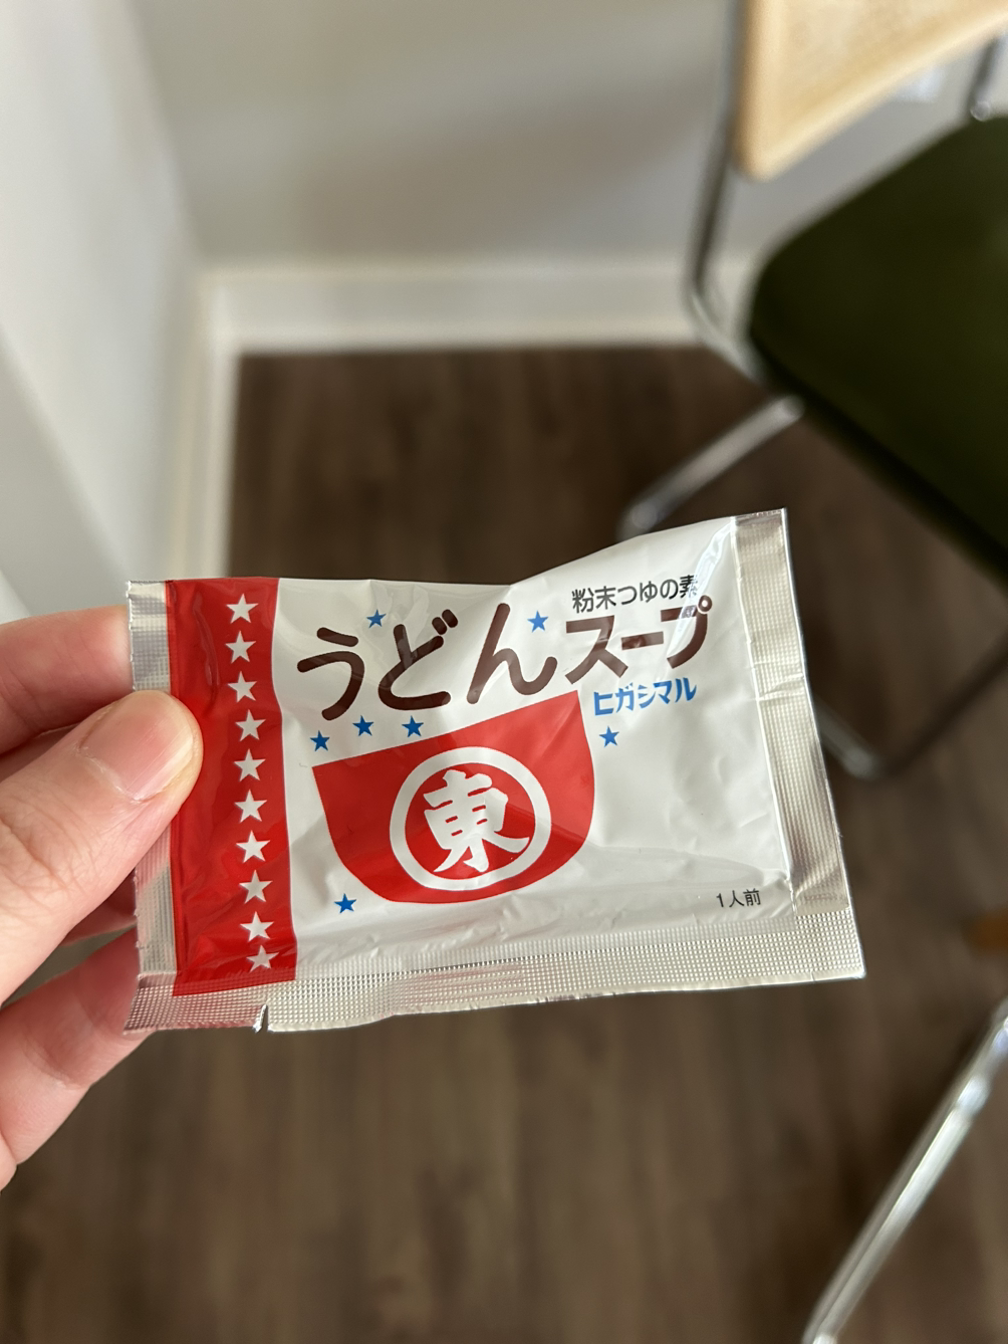 粉末つゆの素
うどんスープ
ヒガシマル
東
1人前